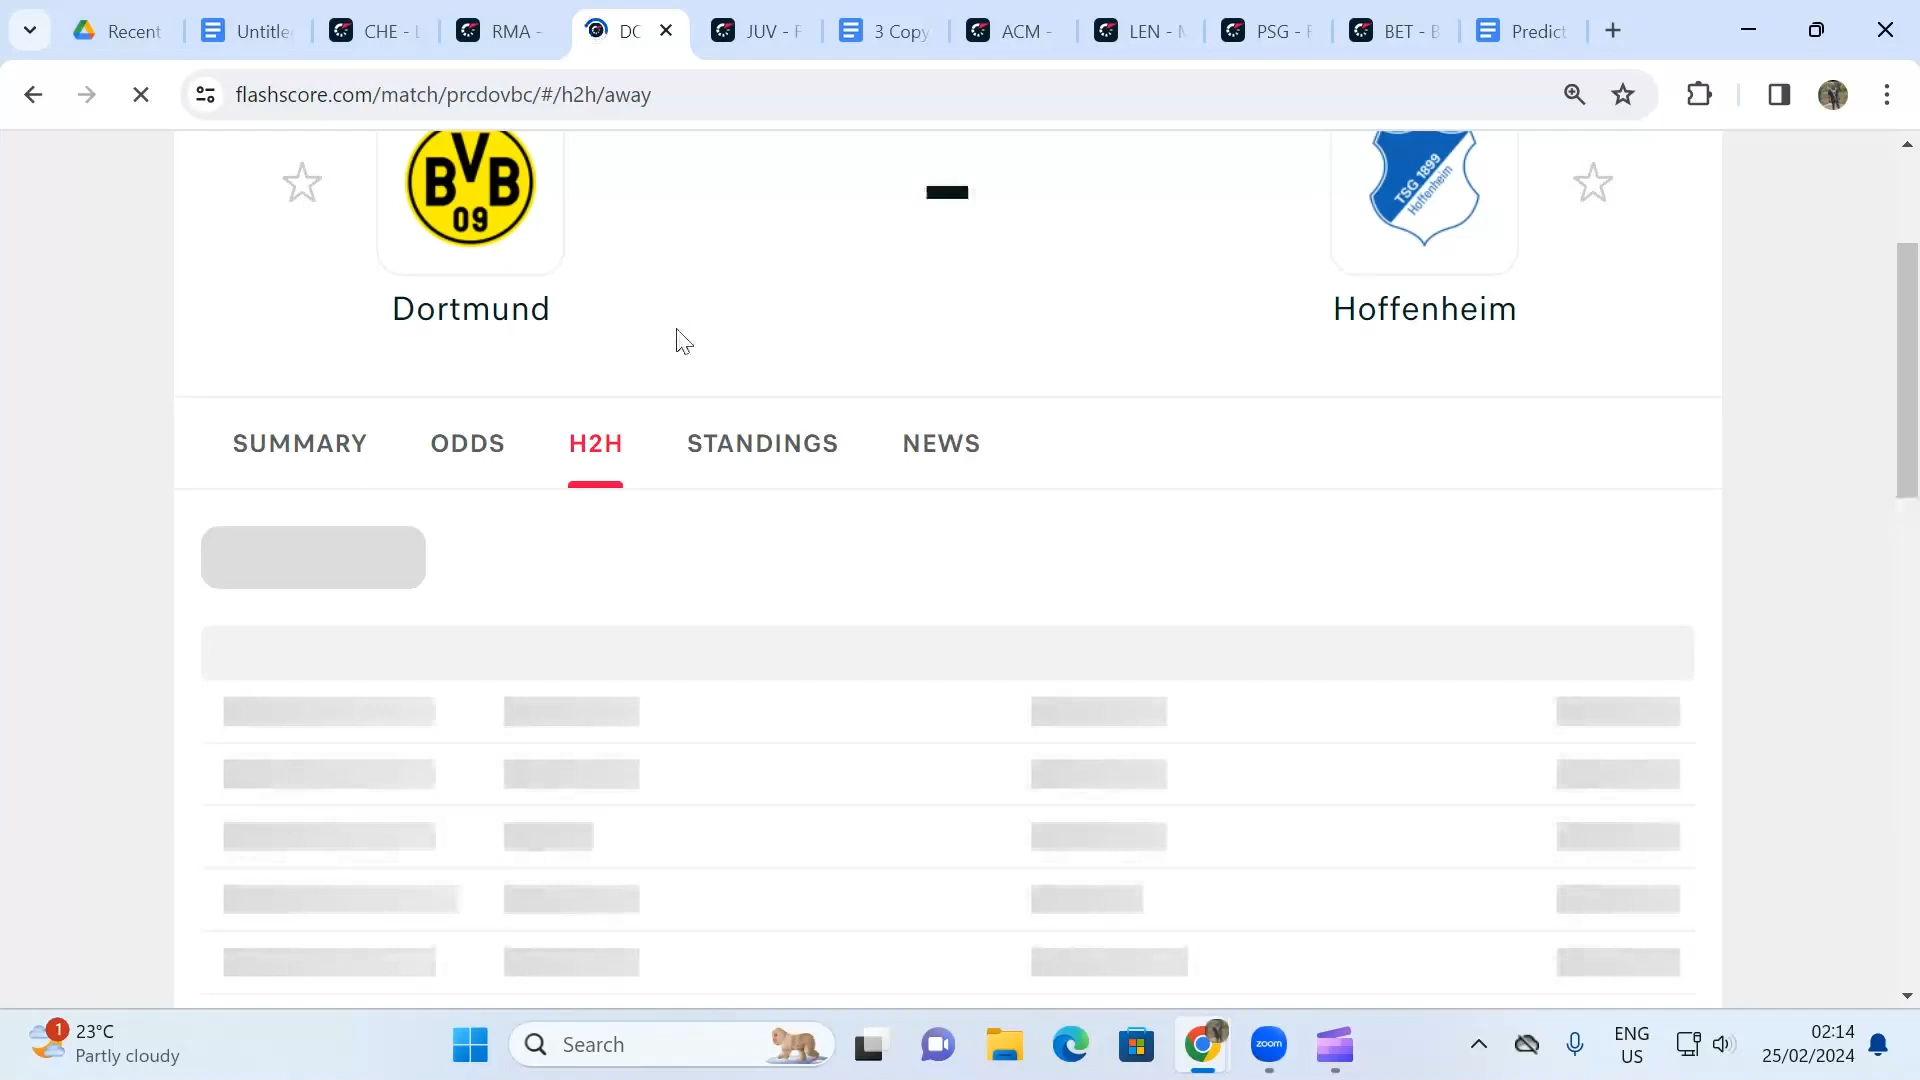 Recent
Untitle
CHE - L
RMA -
DO
JUV - F
3 Copy
ACM -
LEN - N
PSG - F
BET - B
Predict
flashscore.com/match/prcdovbc/#/h2h/away
BVB
09
-
TSG 1899
Hoffenheim
Dortmund
Hoffenheim
SUMMARY ODDS H2H STANDINGS NEWS
1
23°C
Partly cloudy
Search
zoom
ENG
US
02:14
25/02/2024